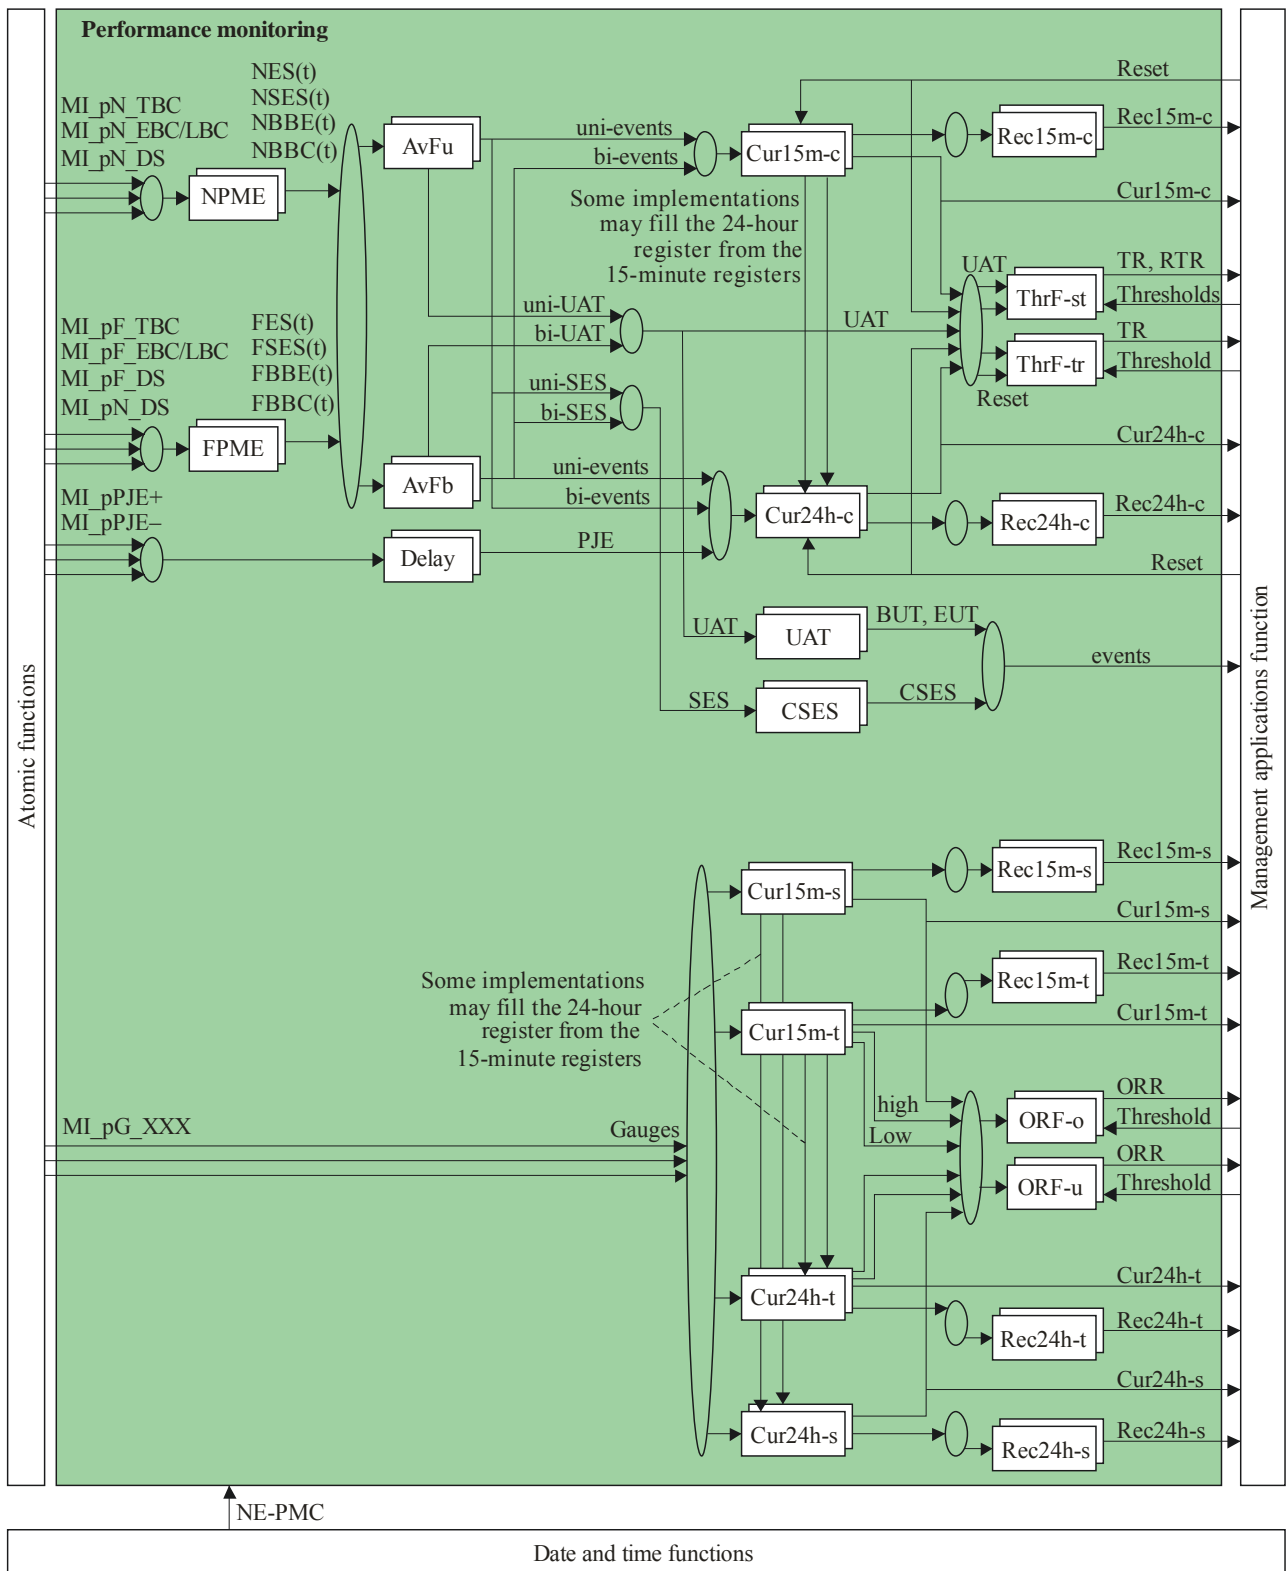 Performance monitoring
NES(t)
NSES(t)
NBBE(t)
NBBC(t)
MI_pN_TBC
MI_pN_EBC/LBC
MI_pN_DS
NPME
AvFu
uni-events
bi-events
Cur15m-c
Reset
Rec15m-c
Rec15m-c
Cur15m-c
Some implementations
may fill the 24-hour
register from the
15-minute registers
UAT
ThrF-st
TR, RTR
Thresholds
ThrF-tr
TR
Threshold
Reset
MI_pF_TBC
MI_pF_EBC/LBC
MI_pF_DS
MI_pN_DS
FES(t)
FSES(t)
FBBE(t)
FBBC(t)
FPME
uni-UAT
bi-UAT
UAT
uni-SES
bi-SES
AvFb
uni-events
bi-events
Cur24h-c
Cur24h-c
Rec24h-c
Rec24h-c
Reset
MI_pPJE+
MI_pPJE–
Delay
PJE
UAT
UAT
BUT, EUT
events
SES
CSES
CSES
Atomic functions
Management applications function
Cur15m-s
Rec15m-s
Rec15m-s
Cur15m-s
Some implementations
may fill the 24-hour
register from the
15-minute registers
Rec15m-t
Rec15m-t
Cur15m-t
Cur15m-t
high
Low
ORF-o
ORR
Threshold
ORF-u
ORR
Threshold
MI_pG_XXX
Gauges
Cur24h-t
Cur24h-t
Rec24h-t
Rec24h-t
Cur24h-s
Cur24h-s
Rec24h-s
Rec24h-s
NE-PMC
Date and time functions